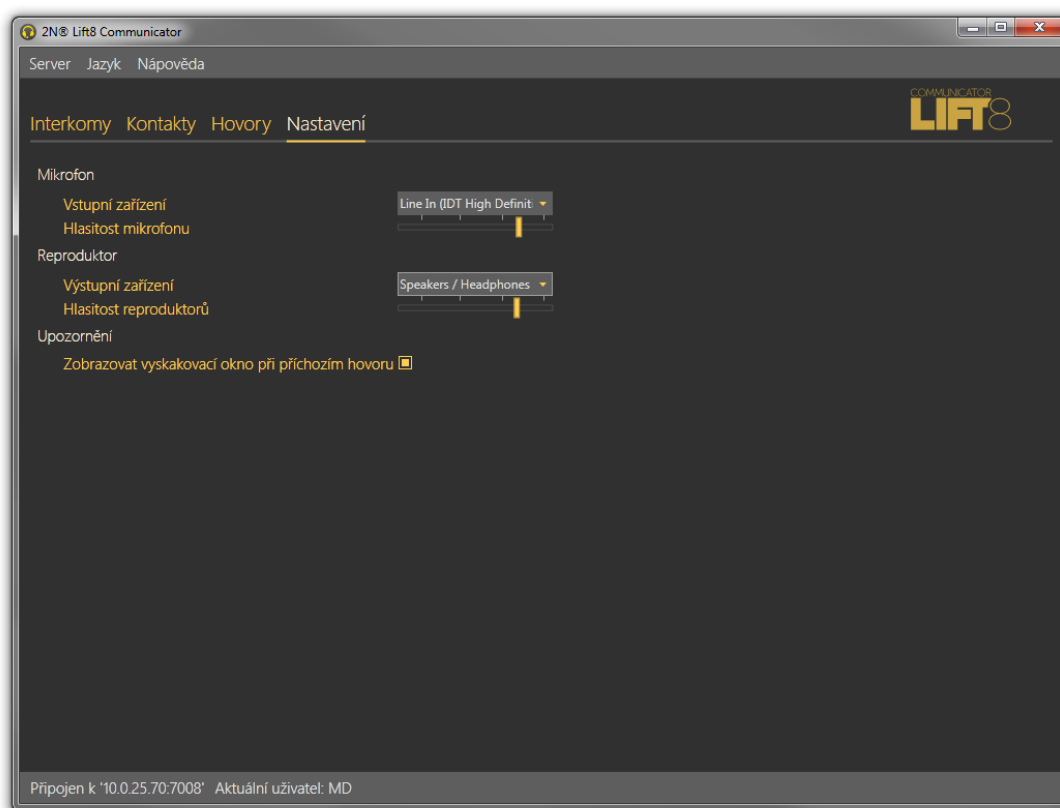 2N® Lift8 Communicator
Server Jazyk Nápověda
COMMUNICATOR
LIFT8
Interkomy Kontakty Hovory Nastavení
Mikrofon
Vstupní zařízení Line In (IDT High Definit
Hlasitost mikrofonu
Reproduktor
Výstupní zařízení Speakers / Headphones
Hlasitost reproduktorů
Upozornění
Zobrazovat vyskakovací okno při příchozím hovoru
Připojen k '10.0.25.70:7008' Aktuální uživatel: MD